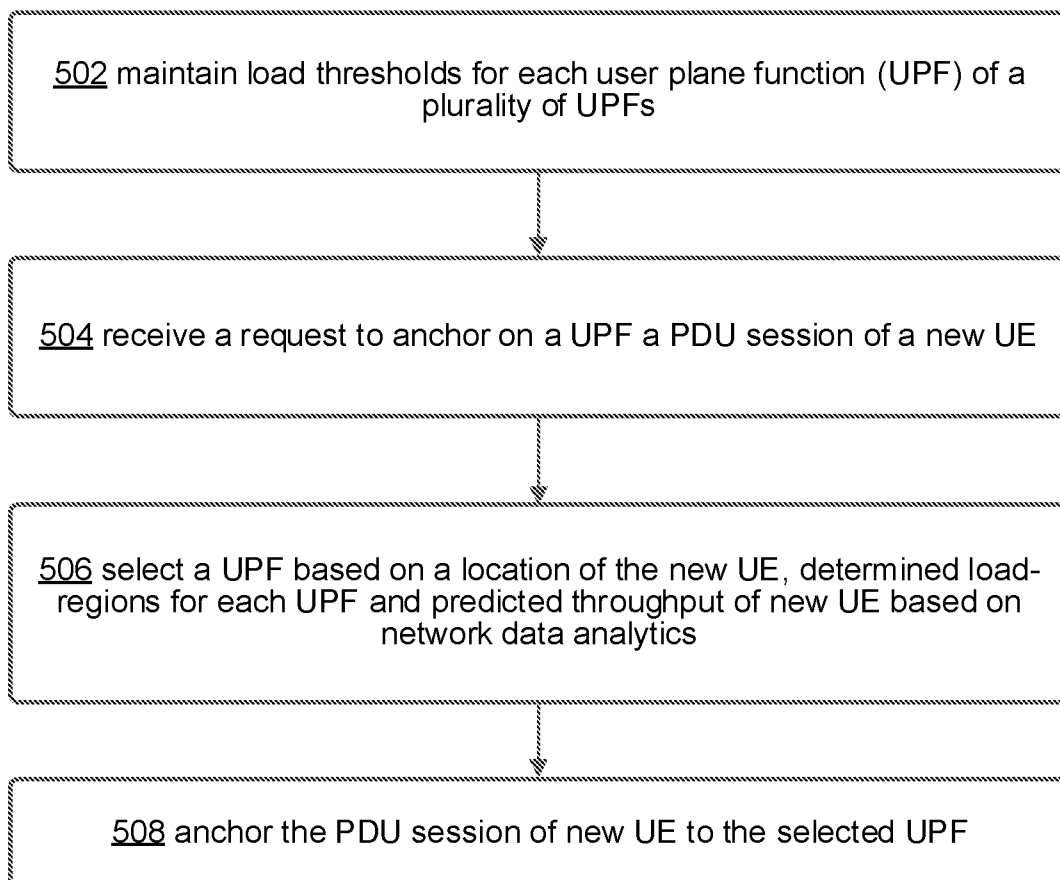 502 maintain load thresholds for each user plane function (UPF) of a
plurality of UPFs
504 receive a request to anchor on a UPF a PDU session of a new UE
506 select a UPF based on a location of the new UE, determined load-
regions for each UPF and predicted throughput of new UE based on
network data analytics
508 anchor the PDU session of new UE to the selected UPF